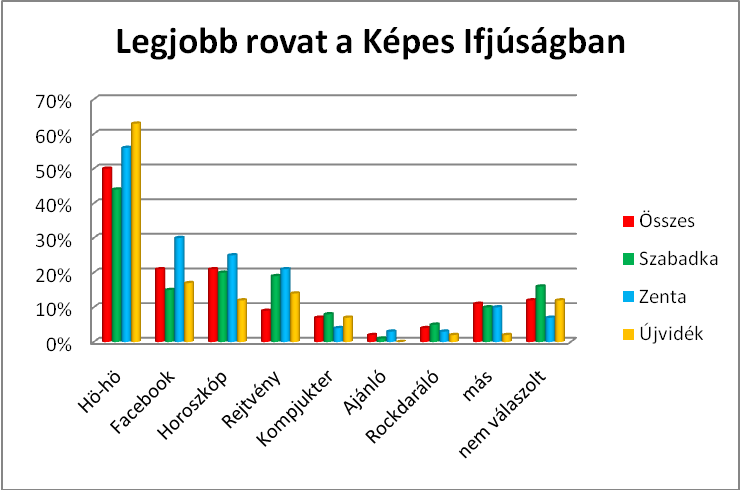 Legjobb rovat a Képes Ifjúságban
70%
60%
50%
40%
30%
20%
10%
0%
Hö-hö
Facebook
Horoszkóp
Rejtvény
Kompjukter
Ajánló
Rockdaráló
más
nem válaszolt
Összes
Szabadka
Zenta
Újvidék